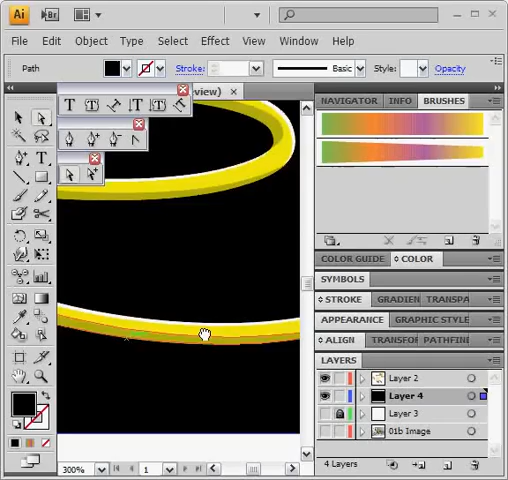 Ai Br
File Edit Object Type Select Effect View Window Help
Path Stroke: Basic Style: Opacity
view) ×
NAVIGATOR INFO BRUSHES
COLOR GUIDE COLOR
SYMBOLS
STROKE GRADIEN TRANSPA
APPEARANCE GRAPHIC STYLE
ALIGN TRANSFO PATHFIN
LAYERS
Layer 2
Layer 4
Layer 3
01b Image
300% 1 4 Layers